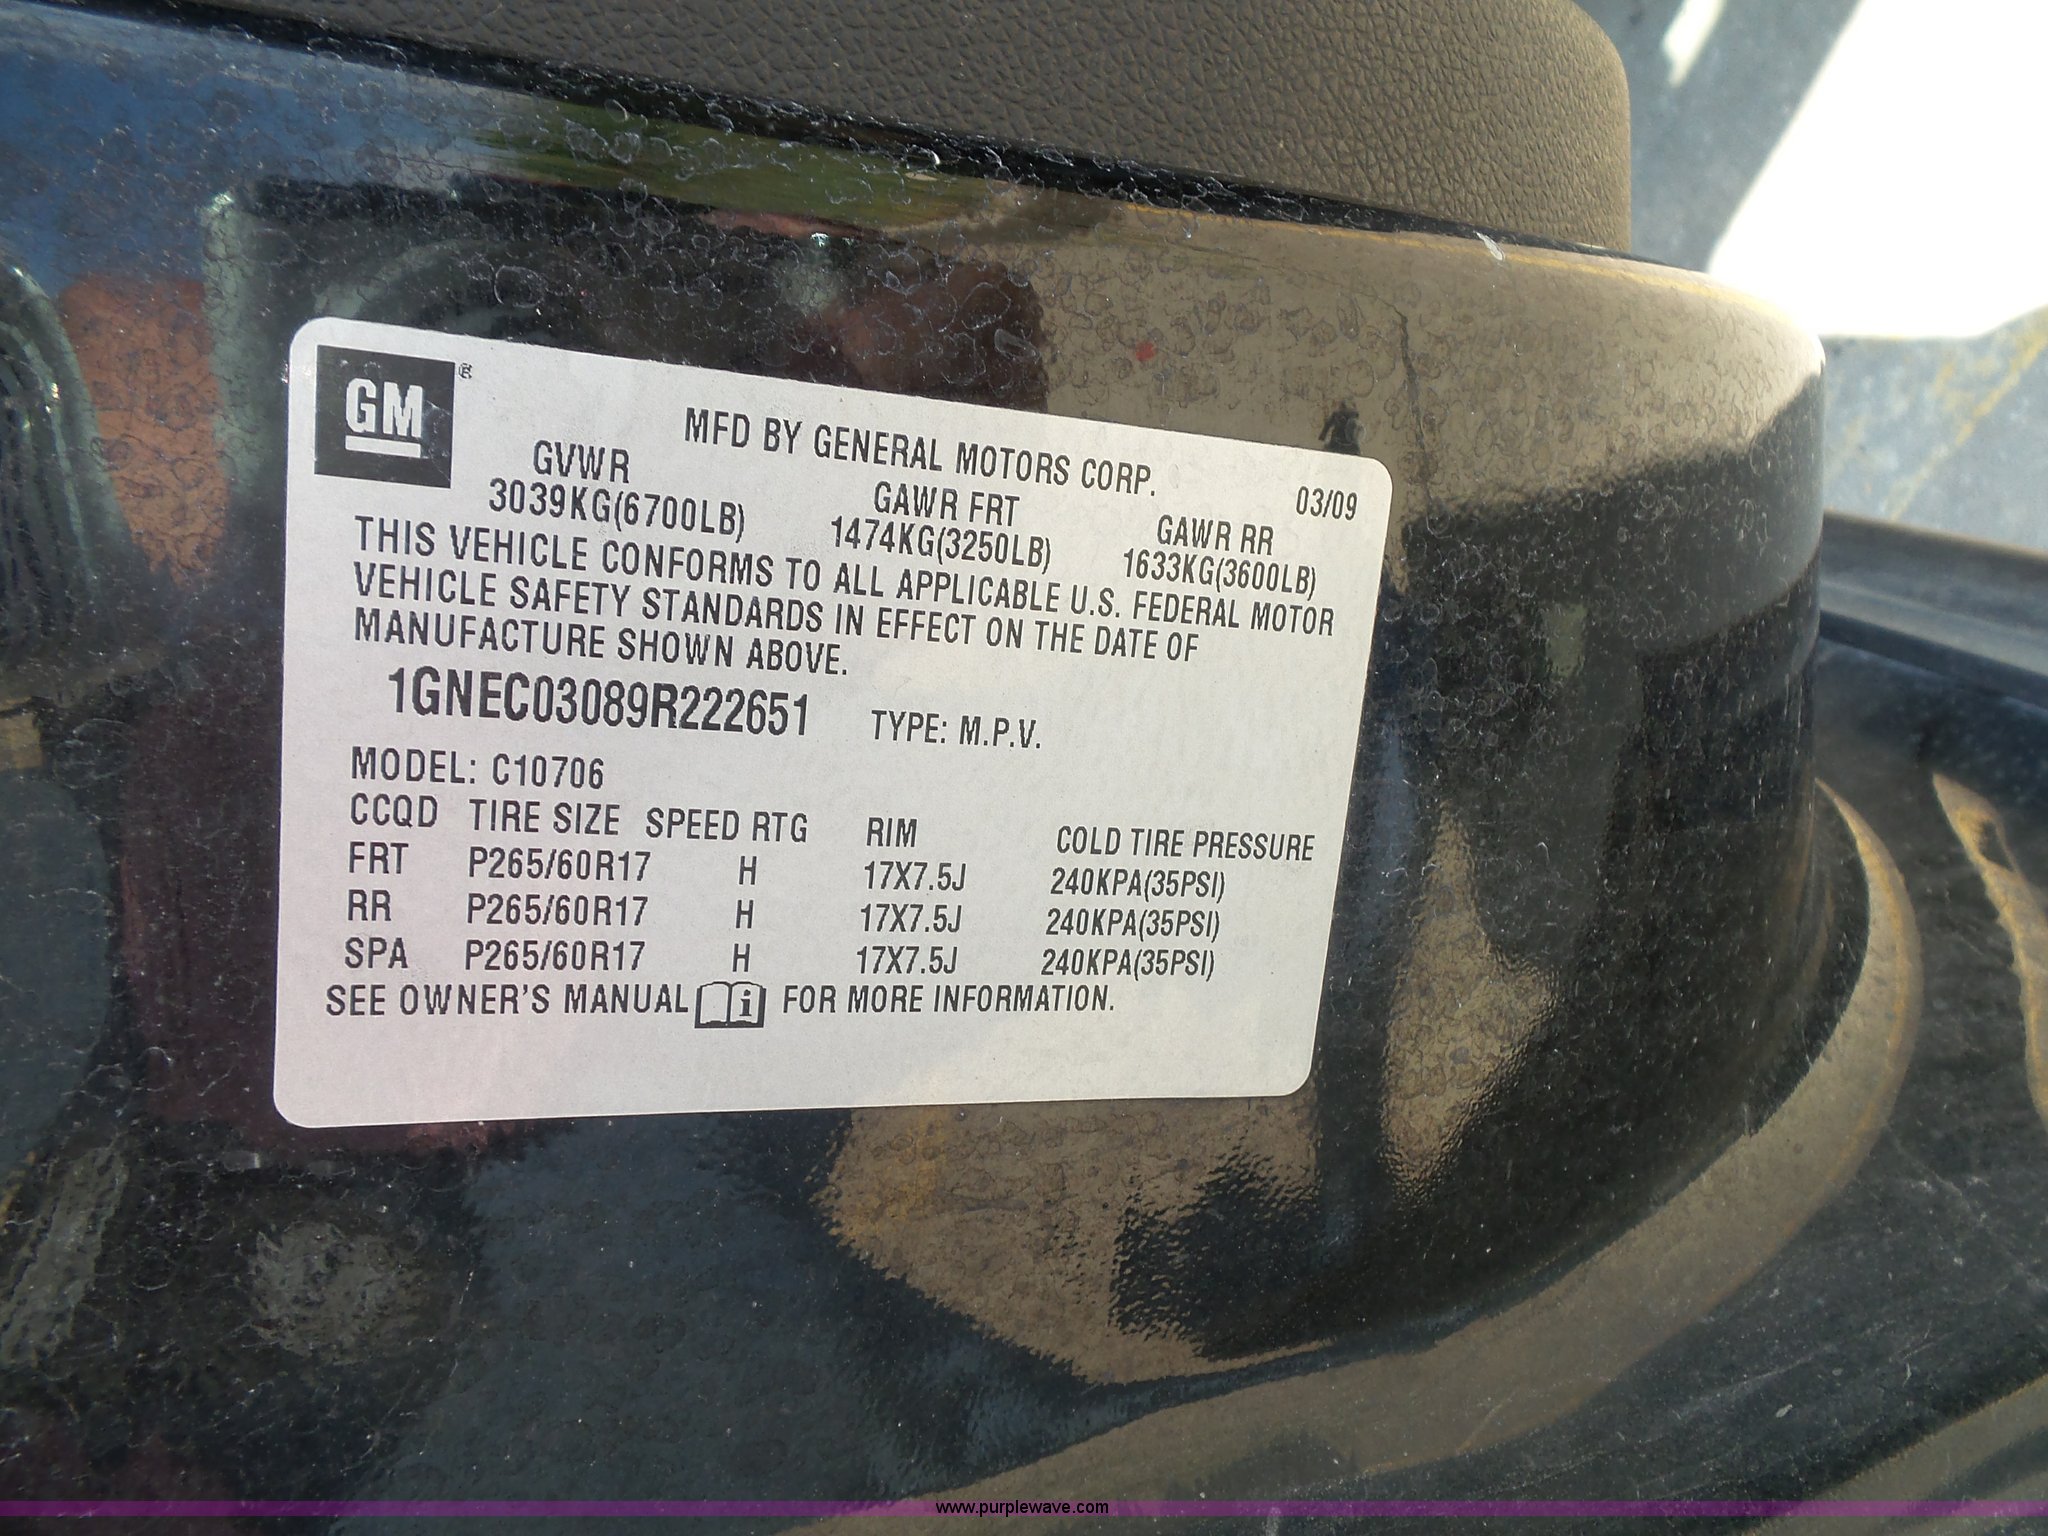 GM ®
MFD BY GENERAL MOTORS CORP.
03/09
GVWR GAWR FRT GAWR RR
3039KG(6700LB) 1474KG(3250LB) 1633KG(3600LB)
THIS VEHICLE CONFORMS TO ALL APPLICABLE U.S. FEDERAL MOTOR
VEHICLE SAFETY STANDARDS IN EFFECT ON THE DATE OF
MANUFACTURE SHOWN ABOVE.
1GNEC03089R222651 TYPE: M.P.V.
MODEL: C10706
CCQD TIRE SIZE SPEED RTG RIM COLD TIRE PRESSURE
FRT P265/60R17 H 17X7.5J 240KPA(35PSI)
RR P265/60R17 H 17X7.5J 240KPA(35PSI)
SPA P265/60R17 H 17X7.5J 240KPA(35PSI)
SEE OWNER'S MANUAL i FOR MORE INFORMATION.
www.purplewave.com